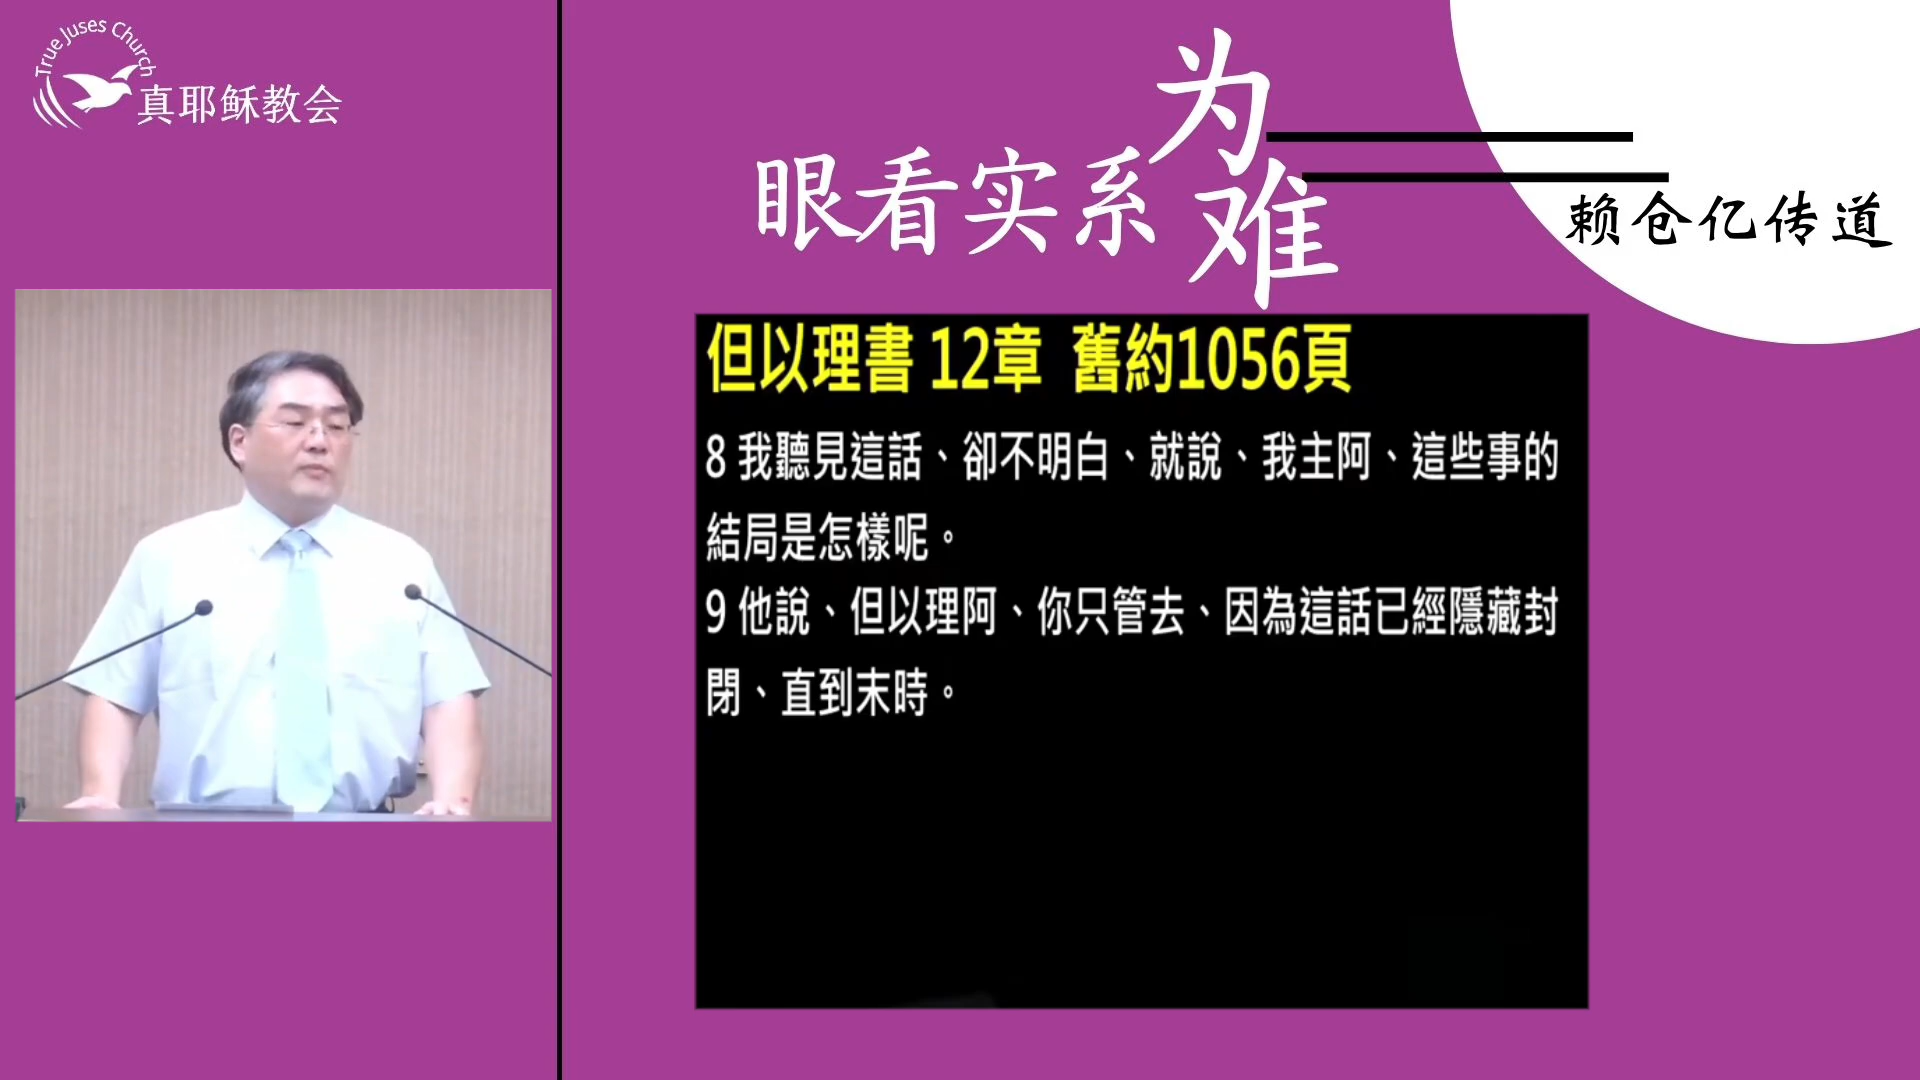 True Juses Church
真耶稣教会
眼看实系为难
赖仓亿传道
但以理書 12章 舊約1056頁
8 我聽見這話、卻不明白、就說、我主阿、這些事的
結局是怎樣呢。
9 他說、但以理阿、你只管去、因為這話已經隱藏封
閉、直到末時。